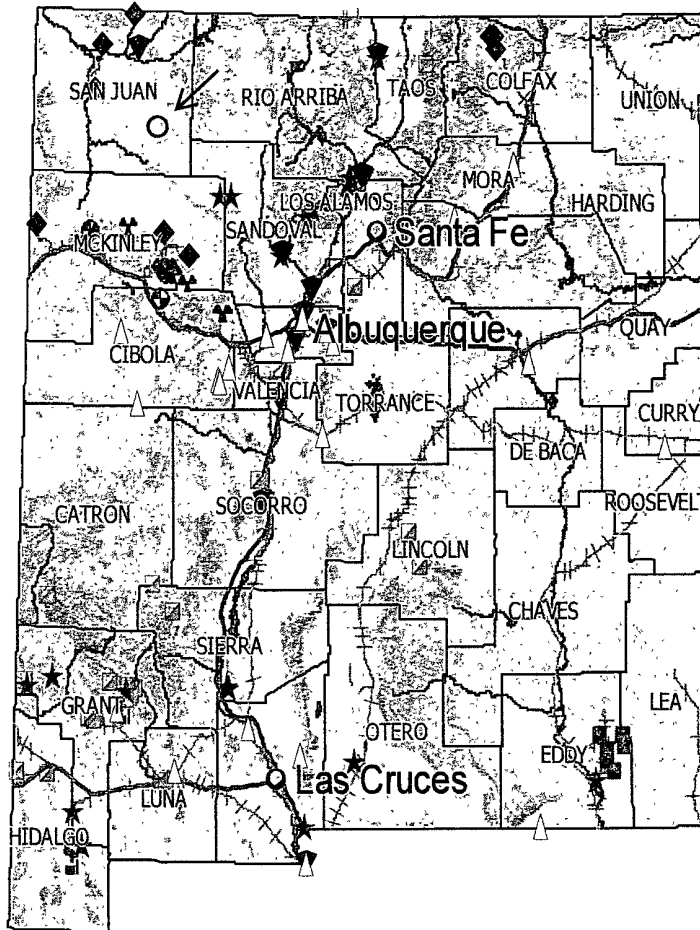 SAN JUAN
RIO ARRIBA
TAOS
COLFAX
UNION
MORA
HARDING
LOS ALAMOS
SANDOVAL
MCKINLEY
Santa Fe
Albuquerque
QUAY
CIBOLA
VALENCIA
TORRANCE
CURRY
DE BACA
CATRON
SOCORRO
ROOSEVEL
LINCOLN
CHAVES
SIERRA
GRANT
OTERO
LEA
EDDY
Las Cruces
LUNA
HIDALGO